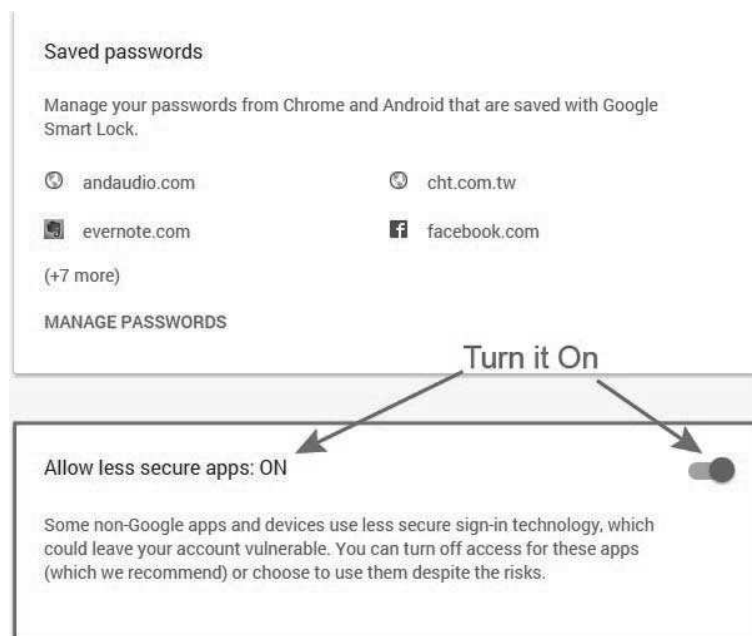 Saved passwords
Manage your passwords from Chrome and Android that are saved with Google
Smart Lock.
andaudio.com
cht.com.tw
evernote.com
facebook.com
(+7 more)
MANAGE PASSWORDS
Turn it On
Allow less secure apps: ON
Some non-Google apps and devices use less secure sign-in technology, which
could leave your account vulnerable. You can turn off access for these apps
(which we recommend) or choose to use them despite the risks.